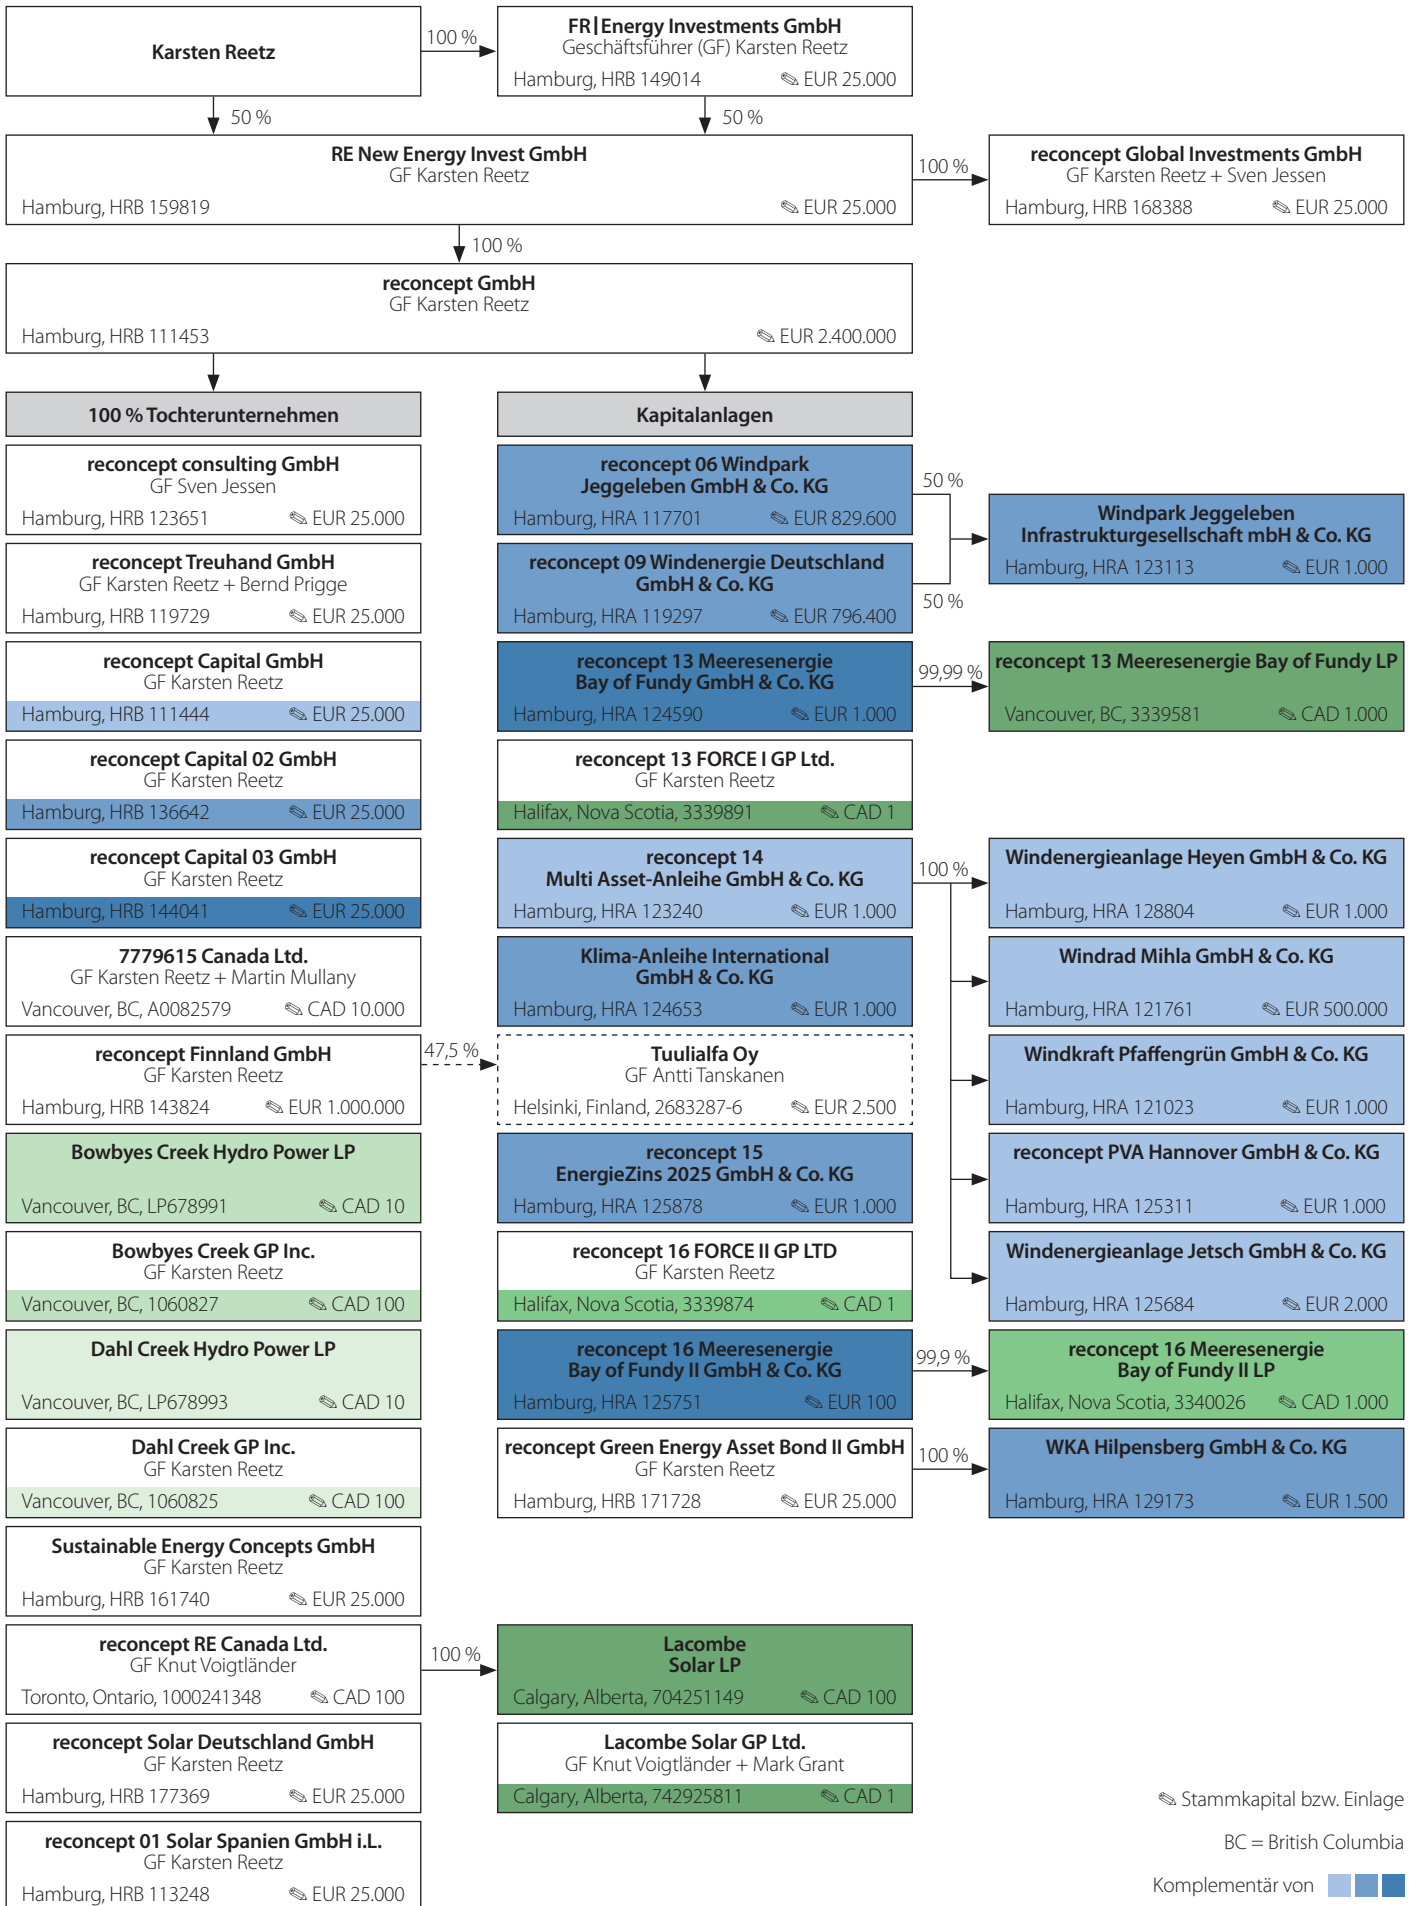 Karsten Reetz
100 %
FR|Energy Investments GmbH
Geschäftsführer (GF) Karsten Reetz
Hamburg, HRB 149014 ✎ EUR 25.000
50 %
50 %
RE New Energy Invest GmbH
GF Karsten Reetz
Hamburg, HRB 159819 ✎ EUR 25.000
100 %
reconcept Global Investments GmbH
GF Karsten Reetz + Sven Jessen
Hamburg, HRB 168388 ✎ EUR 25.000
100 %
reconcept GmbH
GF Karsten Reetz
Hamburg, HRB 111453 ✎ EUR 2.400.000
100 % Tochterunternehmen
reconcept consulting GmbH
GF Sven Jessen
Hamburg, HRB 123651 ✎ EUR 25.000
reconcept Treuhand GmbH
GF Karsten Reetz + Bernd Prigge
Hamburg, HRB 119729 ✎ EUR 25.000
reconcept Capital GmbH
GF Karsten Reetz
Hamburg, HRB 111444 ✎ EUR 25.000
reconcept Capital 02 GmbH
GF Karsten Reetz
Hamburg, HRB 136642 ✎ EUR 25.000
reconcept Capital 03 GmbH
GF Karsten Reetz
Hamburg, HRB 144041 ✎ EUR 25.000
7779615 Canada Ltd.
GF Karsten Reetz + Martin Mullany
Vancouver, BC, A0082579 ✎ CAD 10.000
reconcept Finnland GmbH
GF Karsten Reetz
Hamburg, HRB 143824 ✎ EUR 1.000.000
Bowbyes Creek Hydro Power LP
Vancouver, BC, LP678991 ✎ CAD 10
Bowbyes Creek GP Inc.
GF Karsten Reetz
Vancouver, BC, 1060827 ✎ CAD 100
Dahl Creek Hydro Power LP
Vancouver, BC, LP678993 ✎ CAD 10
Dahl Creek GP Inc.
GF Karsten Reetz
Vancouver, BC, 1060825 ✎ CAD 100
Sustainable Energy Concepts GmbH
GF Karsten Reetz
Hamburg, HRB 161740 ✎ EUR 25.000
reconcept RE Canada Ltd.
GF Knut Voigtländer
Toronto, Ontario, 1000241348 ✎ CAD 100
reconcept Solar Deutschland GmbH
GF Karsten Reetz
Hamburg, HRB 177369 ✎ EUR 25.000
reconcept 01 Solar Spanien GmbH i.L.
GF Karsten Reetz
Hamburg, HRB 113248 ✎ EUR 25.000
Kapitalanlagen
reconcept 06 Windpark
Jeggeleben GmbH & Co. KG
Hamburg, HRA 117701 ✎ EUR 829.600
50 %
reconcept 09 Windenergie Deutschland
GmbH & Co. KG
Hamburg, HRA 119297 ✎ EUR 796.400
50 %
Windpark Jeggeleben
Infrastrukturgesellschaft mbH & Co. KG
Hamburg, HRA 123113 ✎ EUR 1.000
reconcept 13 Meeresenergie
Bay of Fundy GmbH & Co. KG
Hamburg, HRA 124590 ✎ EUR 1.000
99,99 %
reconcept 13 Meeresenergie Bay of Fundy LP
Vancouver, BC, 3339581 ✎ CAD 1.000
reconcept 13 FORCE I GP Ltd.
GF Karsten Reetz
Halifax, Nova Scotia, 3339891 ✎ CAD 1
reconcept 14
Multi Asset-Anleihe GmbH & Co. KG
Hamburg, HRA 123240 ✎ EUR 1.000
100 %
Windenergieanlage Heyen GmbH & Co. KG
Hamburg, HRA 128804 ✎ EUR 1.000
Windrad Mihla GmbH & Co. KG
Hamburg, HRA 121761 ✎ EUR 500.000
Windkraft Pfaffengrün GmbH & Co. KG
Hamburg, HRA 121023 ✎ EUR 1.000
reconcept PVA Hannover GmbH & Co. KG
Hamburg, HRA 125311 ✎ EUR 1.000
Windenergieanlage Jetsch GmbH & Co. KG
Hamburg, HRA 125684 ✎ EUR 2.000
Klima-Anleihe International
GmbH & Co. KG
Hamburg, HRA 124653 ✎ EUR 1.000
47,5 %
Tuulialfa Oy
GF Antti Tanskanen
Helsinki, Finland, 2683287-6 ✎ EUR 2.500
reconcept 15
EnergieZins 2025 GmbH & Co. KG
Hamburg, HRA 125878 ✎ EUR 1.000
reconcept 16 FORCE II GP LTD
GF Karsten Reetz
Halifax, Nova Scotia, 3339874 ✎ CAD 1
reconcept 16 Meeresenergie
Bay of Fundy II GmbH & Co. KG
Hamburg, HRA 125751 ✎ EUR 100
99,9 %
reconcept 16 Meeresenergie
Bay of Fundy II LP
Halifax, Nova Scotia, 3340026 ✎ CAD 1.000
reconcept Green Energy Asset Bond II GmbH
GF Karsten Reetz
Hamburg, HRB 171728 ✎ EUR 25.000
100 %
WKA Hilpensberg GmbH & Co. KG
Hamburg, HRA 129173 ✎ EUR 1.500
100 %
Lacombe
Solar LP
Calgary, Alberta, 704251149 ✎ CAD 100
Lacombe Solar GP Ltd.
GF Knut Voigtländer + Mark Grant
Calgary, Alberta, 742925811 ✎ CAD 1
✎ Stammkapital bzw. Einlage
BC = British Columbia
Komplementär von